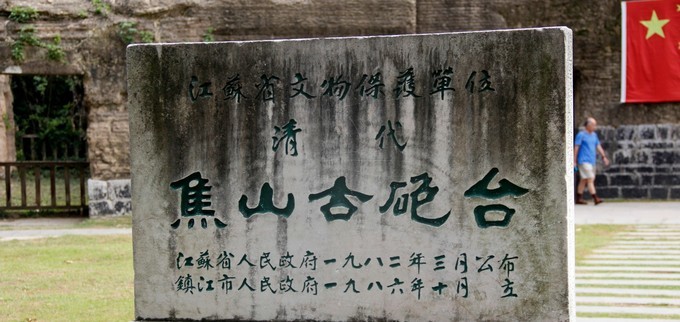 江蘇省文物保護單位
清代
焦山古砲台
江蘇省人民政府一九八二年三月公布
鎮江市人民政府一九八六年十月 立